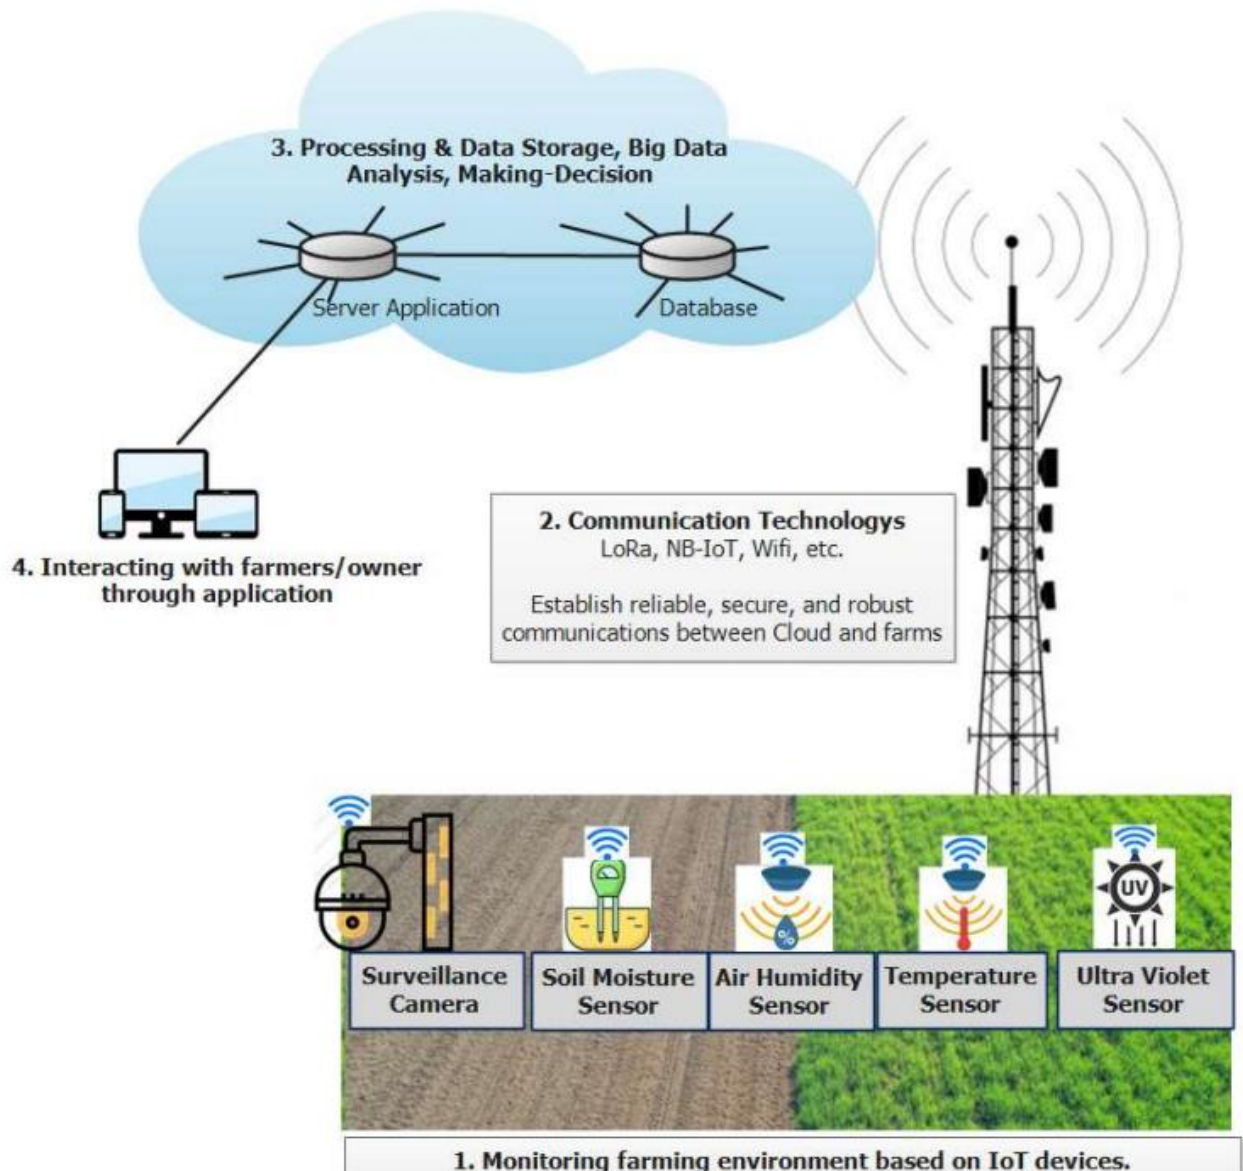 3. Processing & Data Storage, Big Data
Analysis, Making-Decision
Server Application
Database
4. Interacting with farmers/owner
through application
2. Communication Technologys
LoRa, NB-IoT, Wifi, etc.
Establish reliable, secure, and robust
communications between Cloud and farms
%
UV
Surveillance
Camera
Soil Moisture
Sensor
Air Humidity
Sensor
Temperature
Sensor
Ultra Violet
Sensor
1. Monitoring farming environment based on IoT devices.